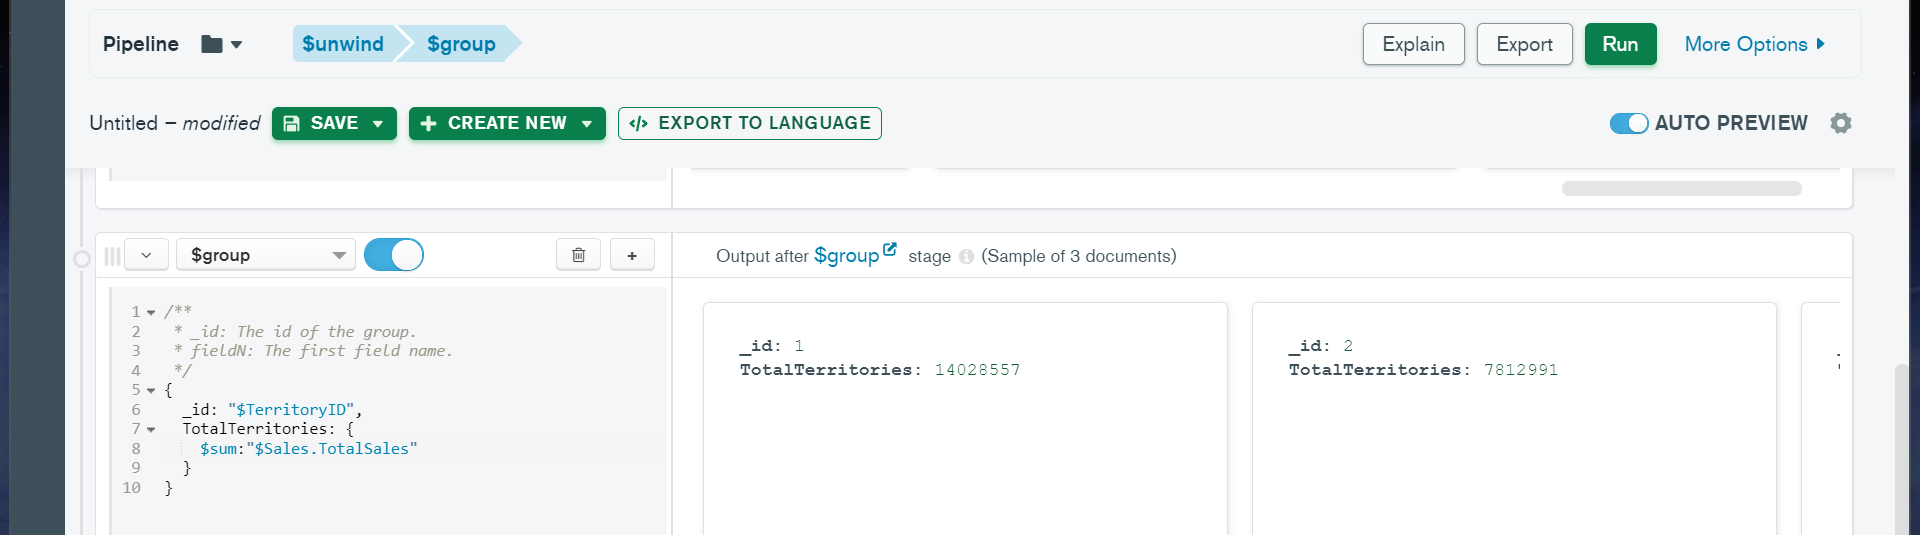 Pipeline $unwind $group Explain Export Run More Options
Untitled – modified SAVE CREATE NEW </> EXPORT TO LANGUAGE AUTO PREVIEW
$group + Output after $group stage (Sample of 3 documents)
1 /**
2 * _id: The id of the group.
3 * fieldN: The first field name.
4 */
5 {
6 _id: "$TerritoryID",
7 TotalTerritories: {
8 $sum:"$Sales.TotalSales"
9 }
10 }
_id: 1
TotalTerritories: 14028557
_id: 2
TotalTerritories: 7812991